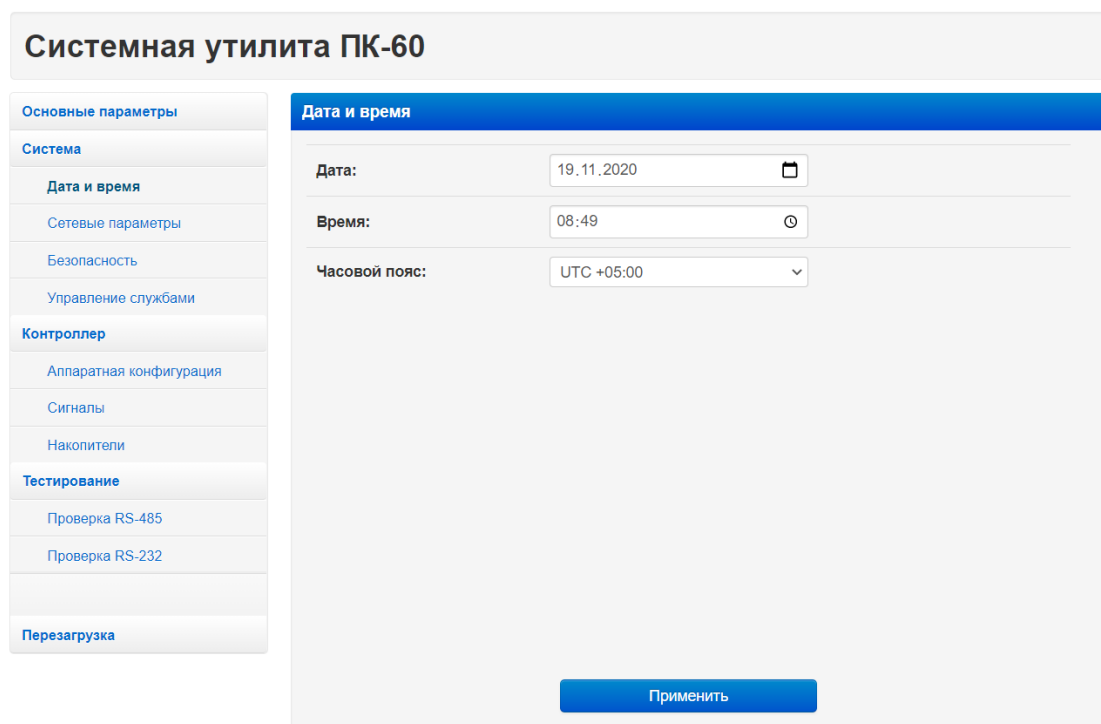 Системная утилита ПК-60
Основные параметры
Система
Дата и время
Сетевые параметры
Безопасность
Управление службами
Контроллер
Аппаратная конфигурация
Сигналы
Накопители
Тестирование
Проверка RS-485
Проверка RS-232
Перезагрузка
Дата и время
Дата: 19.11.2020
Время: 08:49
Часовой пояс: UTC +05:00
Применить